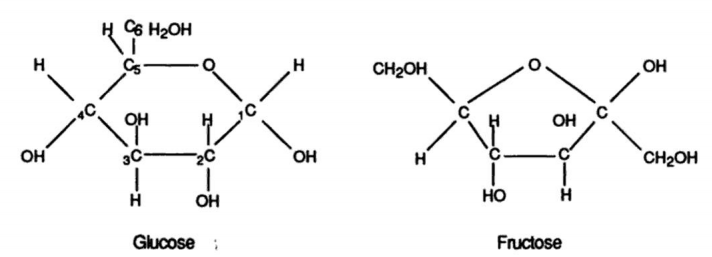 H C6 H2OH
H C5 O H
4C OH H 1C
OH 3C 2C OH
H OH
Glucose ;
CH2OH O OH
C H OH C
H C C CH2OH
HO H
Fructose